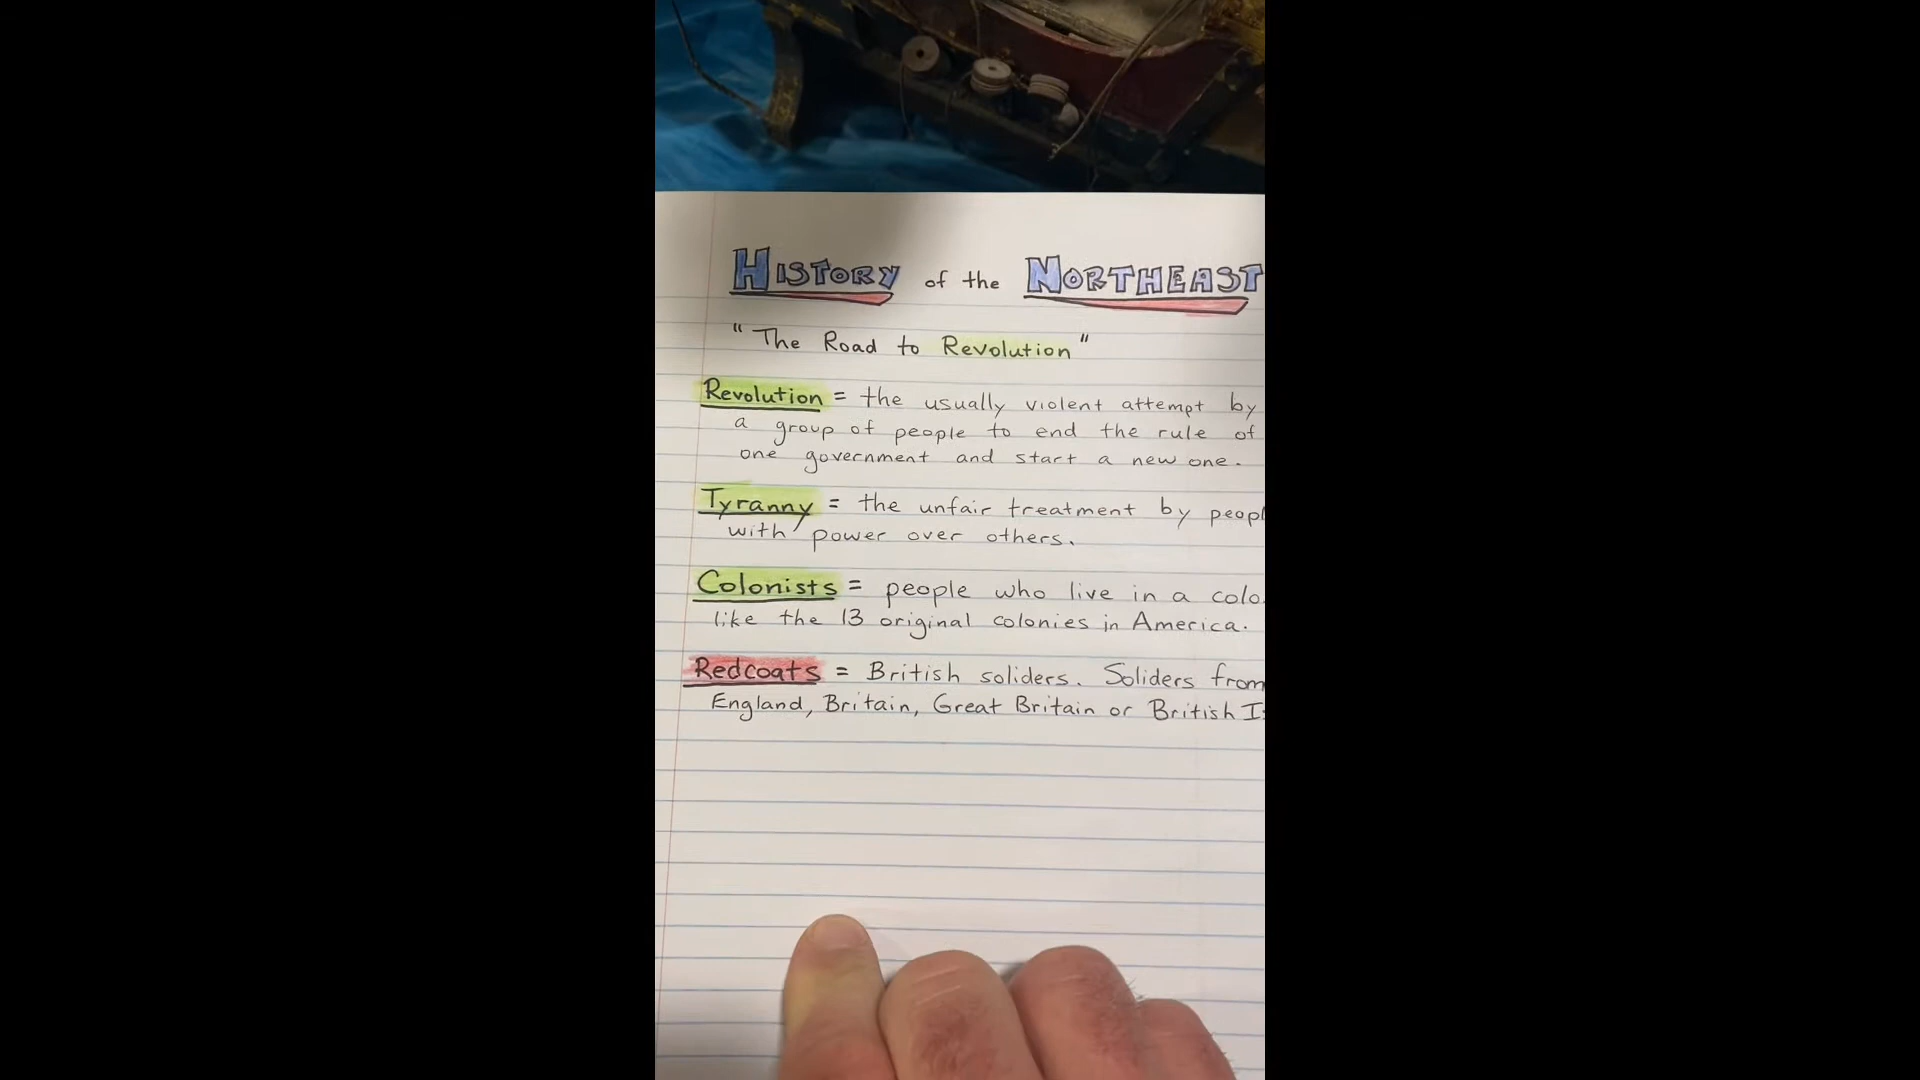 HISTORY of the NORTHEAST
"The Road to Revolution"
Revolution = the usually violent attempt by
a group of people to end the rule of
one government and start a new one.
Tyranny = the unfair treatment by peopl
with power over others.
Colonists = people who live in a colo
like the 13 original colonies in America.
Redcoats = British soliders. Soliders from
England, Britain, Great Britain or British I